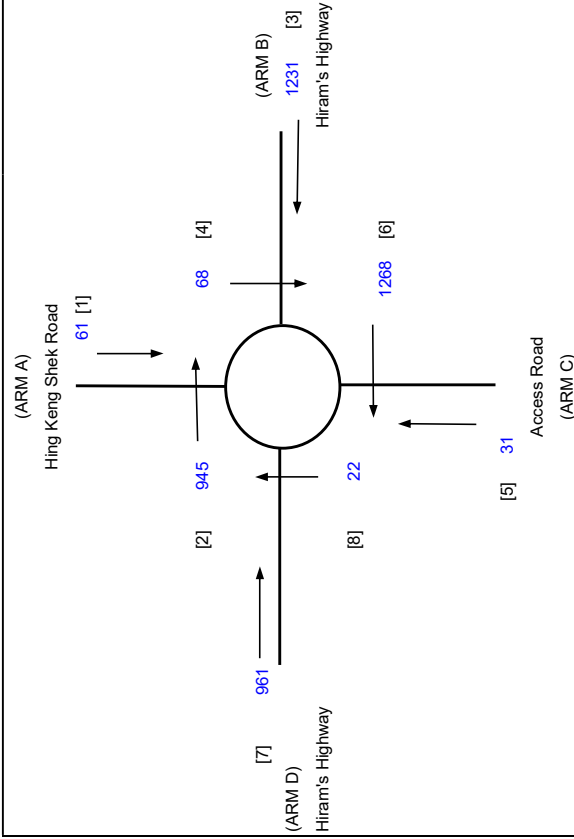 (ARM A)
Hing Keng Shek Road
61 [1]
(ARM B)
1231 [3]
Hiram's Highway
[4]
68
945
[2]
[6]
1268
22
[8]
961
[7]
(ARM D)
Hiram's Highway
31
[5]
Access Road
(ARM C)